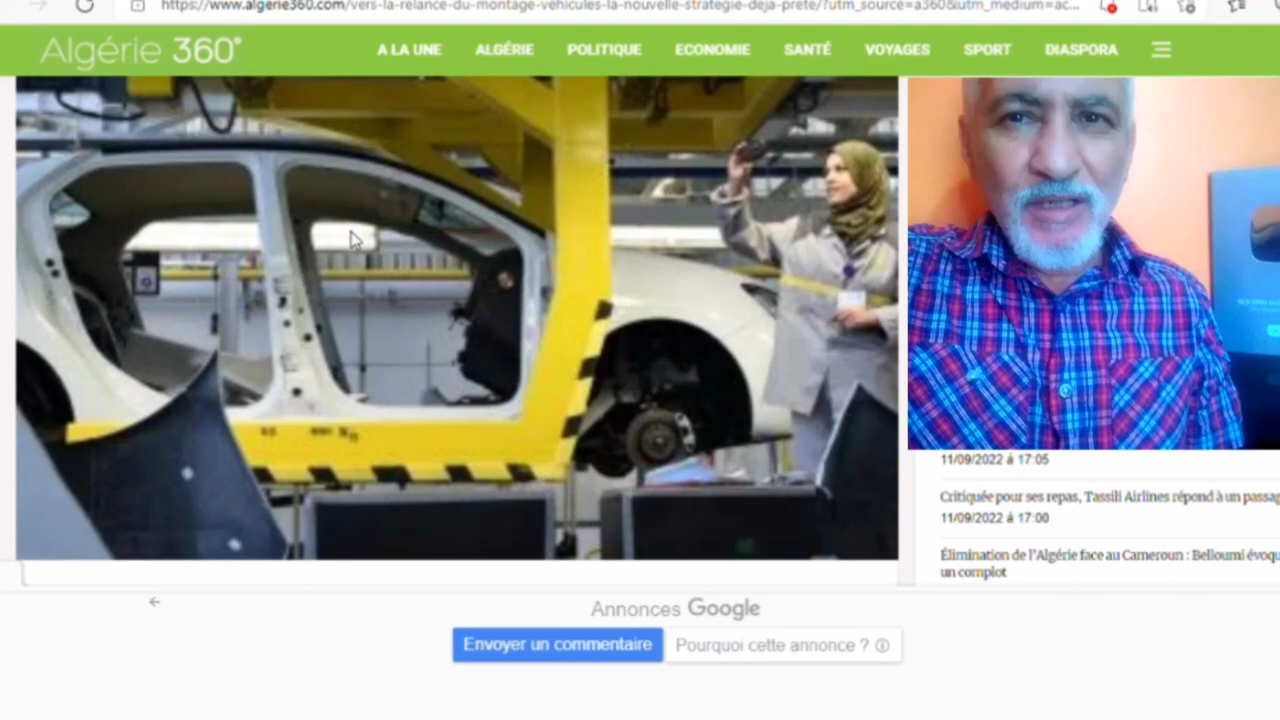 https://www.algerie360.com/vers-la-relance-du-montage-vehicules-la-nouvelle-strategie-deja-prete/?utm_source=a360&utm_medium=ac...
Algérie 360°
A LA UNE ALGÉRIE POLITIQUE ECONOMIE SANTÉ VOYAGES SPORT DIASPORA
11/09/2022 á 17:05
Critiquée pour ses repas, Tassili Airlines répond à un passag
11/09/2022 á 17:00
Élimination de l'Algérie face au Cameroun : Belloumi évoqu
un complot
Annonces Google
Envoyer un commentaire Pourquoi cette annonce ?